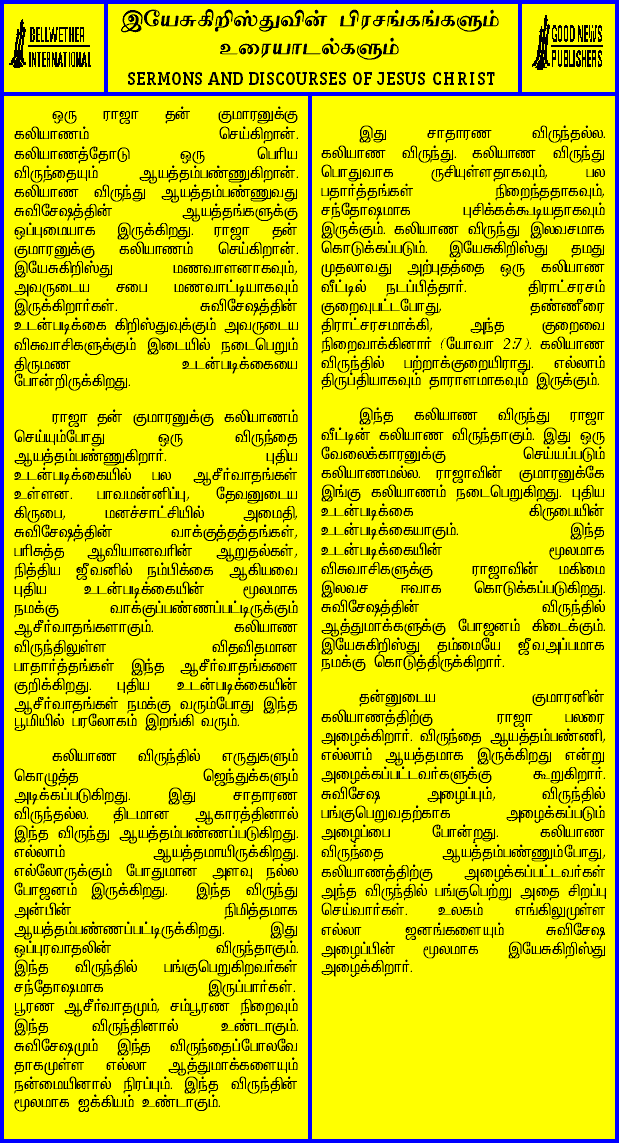 BELLWETHER
INTERNATIONAL
இயேசுகிறிஸ்துவின் பிரசங்கங்களும்
உரையாடல்களும்
SERMONS AND DISCOURSES OF JESUS CHRIST
GOOD NEWS
PUBLISHERS
ஒரு ராஜா தன் குமாரனுக்கு
கலியாணம் செய்கிறான்.
கலியாணத்தோடு ஒரு பெரிய
விருந்தையும் ஆயத்தம்பண்ணுகிறான்.
கலியாண விருந்து ஆயத்தம்பண்ணுவது
சுவிசேஷத்தின் ஆயத்தங்களுக்கு
ஒப்புமையாக இருக்கிறது. ராஜா தன்
குமாரனுக்கு கலியாணம் செய்கிறான்.
இயேசுகிறிஸ்து மணவாளனாகவும்,
அவருடைய சபை மணவாட்டியாகவும்
இருக்கிறார்கள். சுவிசேஷத்தின்
உடன்படிக்கை கிறிஸ்துவுக்கும் அவருடைய
விசுவாசிகளுக்கும் இடையில் நடைபெறும்
திருமண உடன்படிக்கையை
போன்றிருக்கிறது.
ராஜா தன் குமாரனுக்கு கலியாணம்
செய்யும்போது ஒரு விருந்தை
ஆயத்தம்பண்ணுகிறார். புதிய
உடன்படிக்கையில் பல ஆசீர்வாதங்கள்
உள்ளன. பாவமன்னிப்பு, தேவனுடைய
கிருபை, மனச்சாட்சியில் அமைதி,
சுவிசேஷத்தின் வாக்குத்தத்தங்கள்,
பரிசுத்த ஆவியானவரின் ஆறுதல்கள்,
நித்திய ஜீவனில் நம்பிக்கை ஆகியவை
புதிய உடன்படிக்கையின் மூலமாக
நமக்கு வாக்குப்பண்ணப்பட்டிருக்கும்
ஆசீர்வாதங்களாகும். கலியாண
விருந்திலுள்ள விதவிதமான
பாதார்த்தங்கள் இந்த ஆசீர்வாதங்களை
குறிக்கிறது. புதிய உடன்படிக்கையின்
ஆசீர்வாதங்கள் நமக்கு வரும்போது இந்த
பூமியில் பரலோகம் இறங்கி வரும்.
கலியாண விருந்தில் எருதுகளும்
கொழுத்த ஜெந்துக்களும்
அடிக்கப்படுகிறது. இது சாதாரண
விருந்தல்ல. திடமான ஆகாரத்தினால்
இந்த விருந்து ஆயத்தம்பண்ணப்படுகிறது.
எல்லாம் ஆயத்தமாயிருக்கிறது.
எல்லோருக்கும் போதுமான அளவு நல்ல
போஜனம் இருக்கிறது. இந்த விருந்து
அன்பின் நிமித்தமாக
ஆயத்தம்பண்ணப்பட்டிருக்கிறது. இது
ஒப்புரவாதலின் விருந்தாகும்.
இந்த விருந்தில் பங்குபெறுகிறவர்கள்
சந்தோஷமாக இருப்பார்கள்.
பூரண ஆசீர்வாதமும், சம்பூரண நிறைவும்
இந்த விருந்தினால் உண்டாகும்.
சுவிசேஷமும் இந்த விருந்தைப்போலவே
தாகமுள்ள எல்லா ஆத்துமாக்களையும்
நன்மையினால் நிரப்பும். இந்த விருந்தின்
மூலமாக ஐக்கியம் உண்டாகும்.
இது சாதாரண விருந்தல்ல.
கலியாண விருந்து. கலியாண விருந்து
பொதுவாக ருசியுள்ளதாகவும், பல
பதார்த்தங்கள் நிறைந்ததாகவும்,
சந்தோஷமாக புசிக்கக்கூடியதாகவும்
இருக்கும். கலியாண விருந்து இலவசமாக
கொடுக்கப்படும். இயேசுகிறிஸ்து தமது
முதலாவது அற்புதத்தை ஒரு கலியாண
வீட்டில் நடப்பித்தார். திராட்சரசம்
குறைவுபட்டபோது, தண்ணீரை
திராட்சரசமாக்கி, அந்த குறைவை
நிறைவாக்கினார் (யோவா 2:7). கலியாண
விருந்தில் பற்றாக்குறையிராது. எல்லாம்
திருப்தியாகவும் தாராளமாகவும் இருக்கும்.
இந்த கலியாண விருந்து ராஜா
வீட்டின் கலியாண விருந்தாகும். இது ஒரு
வேலைக்காரனுக்கு செய்யப்படும்
கலியாணமல்ல. ராஜாவின் குமாரனுக்கே
இங்கு கலியாணம் நடைபெறுகிறது. புதிய
உடன்படிக்கை கிருபையின்
உடன்படிக்கையாகும். இந்த
உடன்படிக்கையின் மூலமாக
விசுவாசிகளுக்கு ராஜாவின் மகிமை
இலவச ஈவாக கொடுக்கப்படுகிறது.
சுவிசேஷத்தின் விருந்தில்
ஆத்துமாக்களுக்கு போஜனம் கிடைக்கும்.
இயேசுகிறிஸ்து தம்மையே ஜீவஅப்பமாக
நமக்கு கொடுத்திருக்கிறார்.
தன்னுடைய குமாரனின்
கலியாணத்திற்கு ராஜா பலரை
அழைக்கிறார். விருந்தை ஆயத்தம்பண்ணி,
எல்லாம் ஆயத்தமாக இருக்கிறது என்று
அழைக்கப்பட்டவர்களுக்கு கூறுகிறார்.
சுவிசேஷ அழைப்பும், விருந்தில்
பங்குபெறுவதற்காக அழைக்கப்படும்
அழைப்பை போன்றது. கலியாண
விருந்தை ஆயத்தம்பண்ணும்போது,
கலியாணத்திற்கு அழைக்கப்பட்டவர்கள்
அந்த விருந்தில் பங்குபெற்று அதை சிறப்பு
செய்வார்கள். உலகம் எங்கிலுமுள்ள
எல்லா ஜனங்களையும் சுவிசேஷ
அழைப்பின் மூலமாக இயேசுகிறிஸ்து
அழைக்கிறார்.